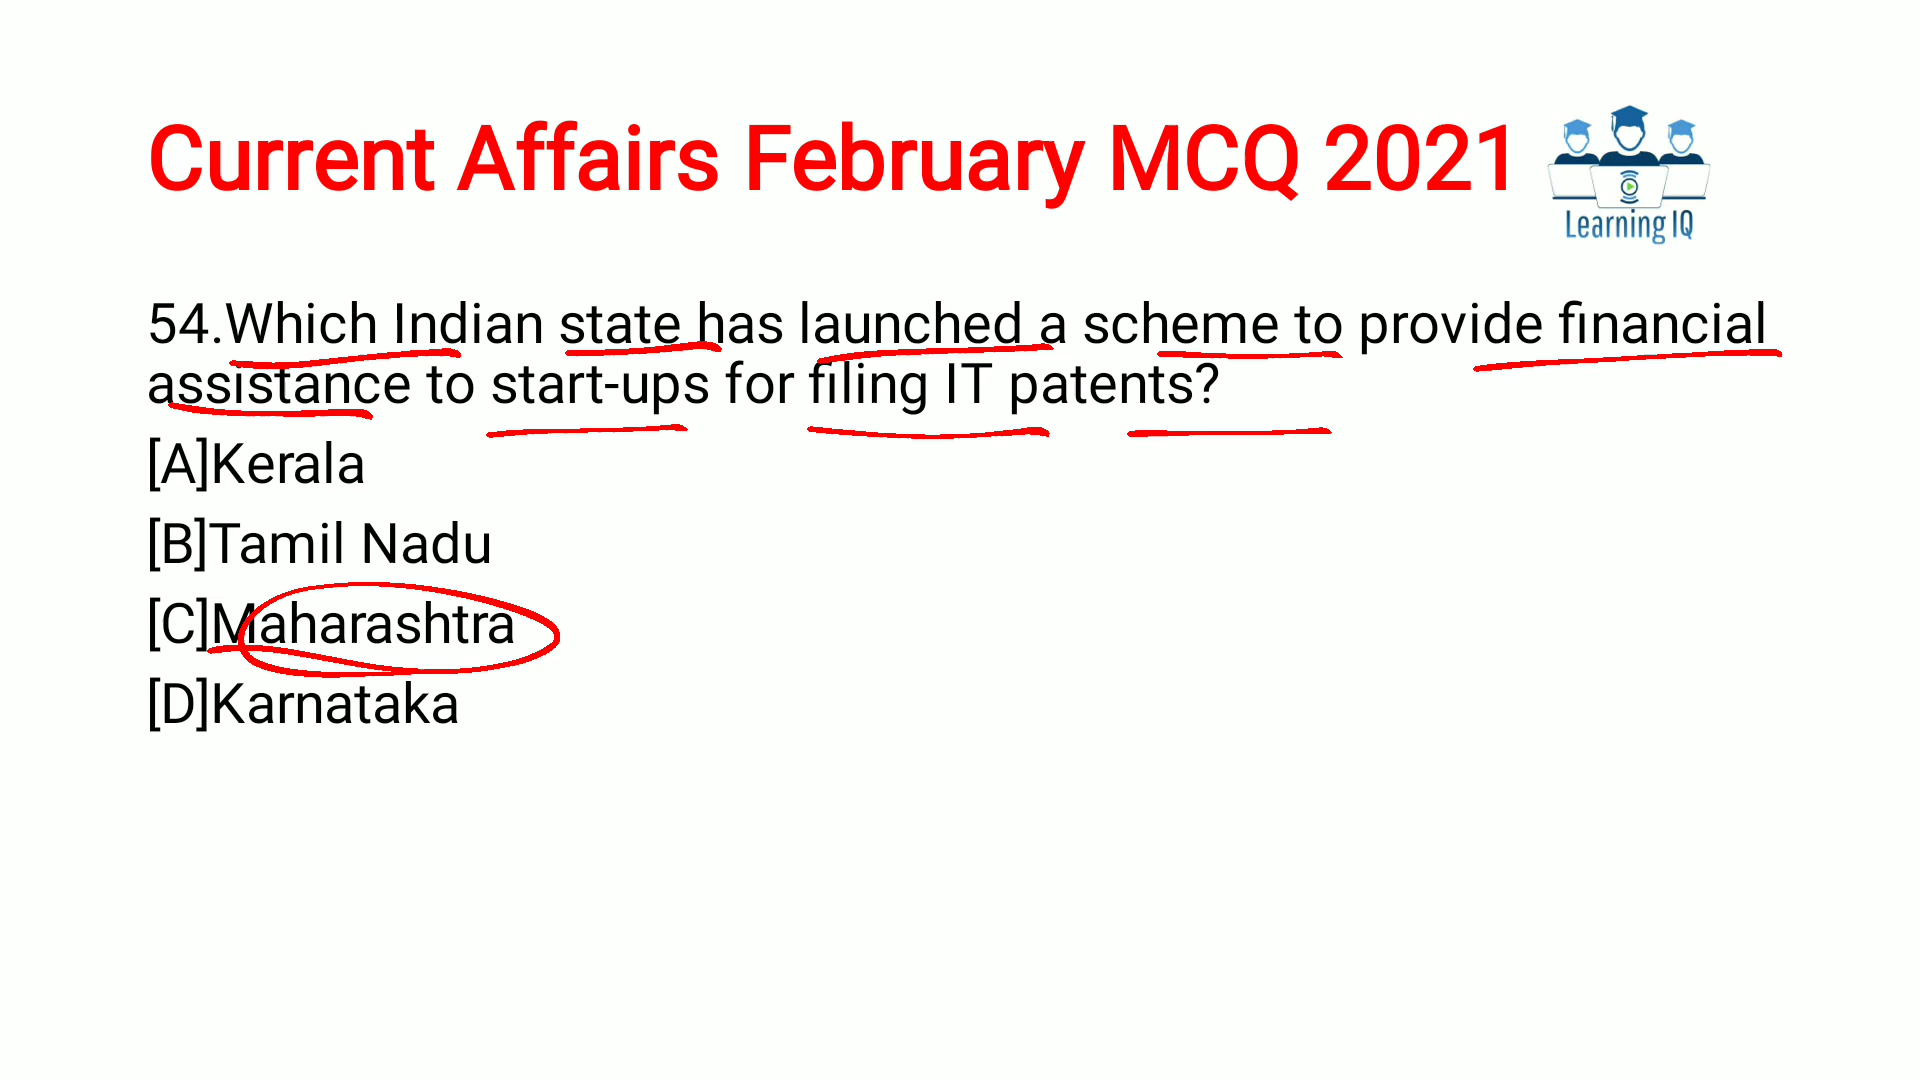 Current Affairs February MCQ 2021
Learning IQ
54.Which Indian state has launched a scheme to provide financial
assistance to start-ups for filing IT patents?
[A]Kerala
[B]Tamil Nadu
[C]Maharashtra
[D]Karnataka